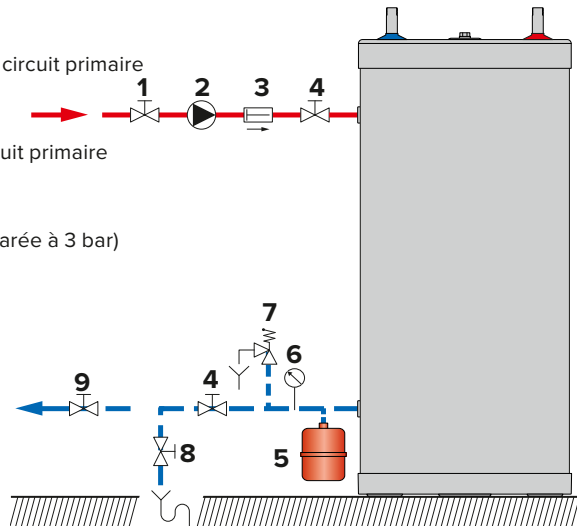 circuit primaire
1 2 3 4
uit primaire
arée à 3 bar)
7
6
9 4
8 5